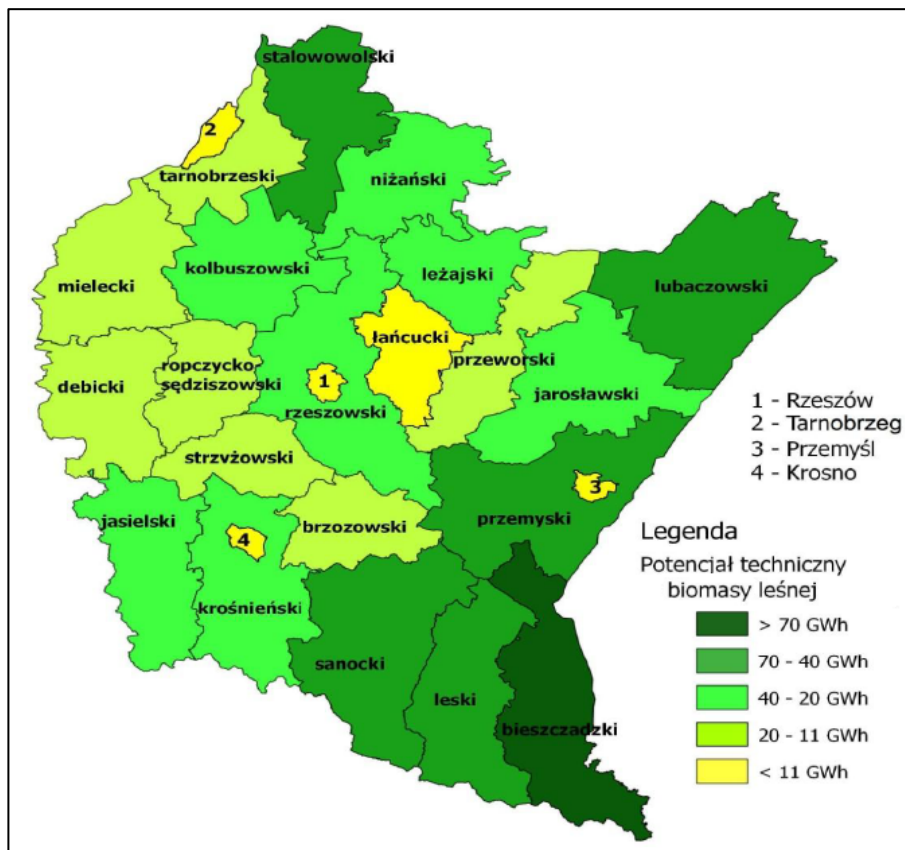 stalowowolski
2
tarnobrzeski
niżański
kolbuszowski
leżajski
mielecki
lubaczowski
łańcucki
ropczycko
sędziszowski
debicki
przeworski
1
rzeszowski
jarosławski
1 - Rzeszów
2 - Tarnobrzeg
3 - Przemyśl
4 - Krosno
strzvżowski
jasielski
3
przemyski
brzozowski
4
krośnieński
sanocki
leski
bieszczadzki
Legenda
Potencjał techniczny
biomasy leśnej
> 70 GWh
70 - 40 GWh
40 - 20 GWh
20 - 11 GWh
< 11 GWh